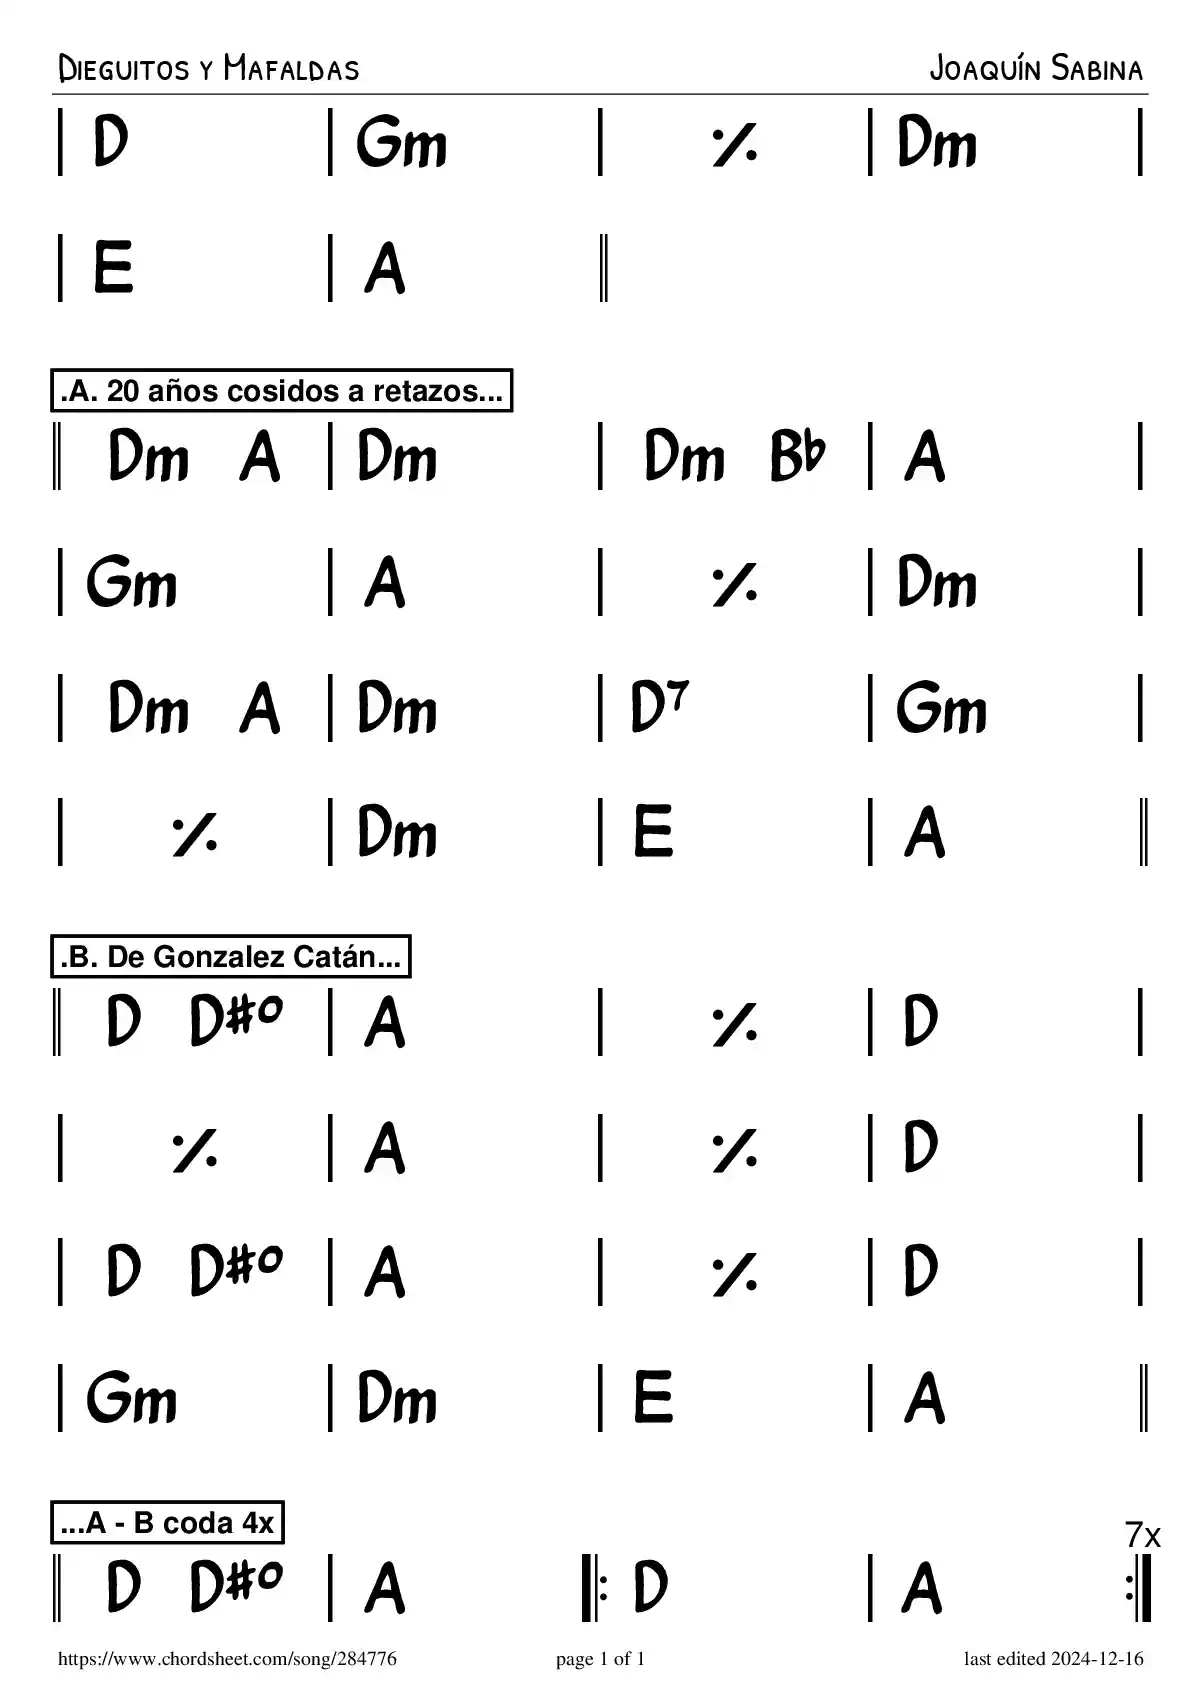 Dieguitos y Mafaldas Joaquín Sabina
| D | Gm | ٪ | Dm |
| E | A ||
.A. 20 años cosidos a retazos...
|| Dm A | Dm | Dm B♭ | A |
| Gm | A | ٪ | Dm |
| Dm A | Dm | D7 | Gm |
| ٪ | Dm | E | A ||
.B. De Gonzalez Catán...
|| D D♯o | A | ٪ | D |
| ٪ | A | ٪ | D |
| D D♯o | A | ٪ | D |
| Gm | Dm | E | A ||
...A - B coda 4x
7x
|| D D♯o | A |: D | A :|
https://www.chordsheet.com/song/284776 page 1 of 1 last edited 2024-12-16